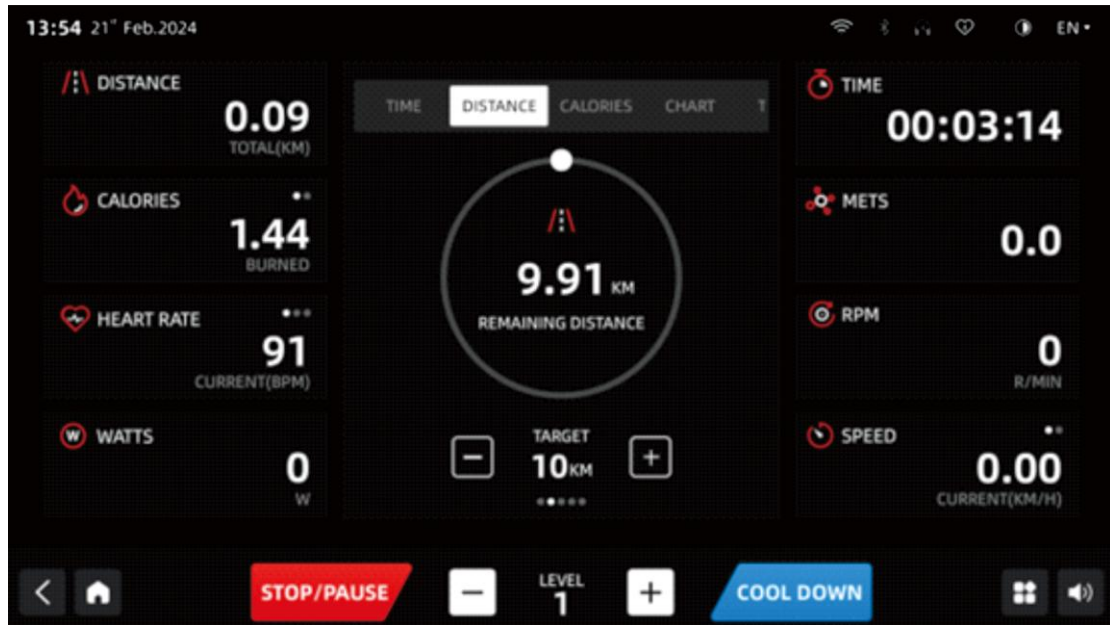 13:54 21" Feb.2024
EN
DISTANCE
0.09
TOTAL(KM)
CALORIES
1.44
BURNED
HEART RATE
91
CURRENT(BPM)
W WATTS
0
W
TIME DISTANCE CALORIES CHART T
9.91 KM
REMAINING DISTANCE
TARGET
10KM
TIME
00:03:14
METS
0.0
RPM
0
R/MIN
SPEED
0.00
CURRENT(KM/H)
STOP/PAUSE
LEVEL
1
COOL DOWN